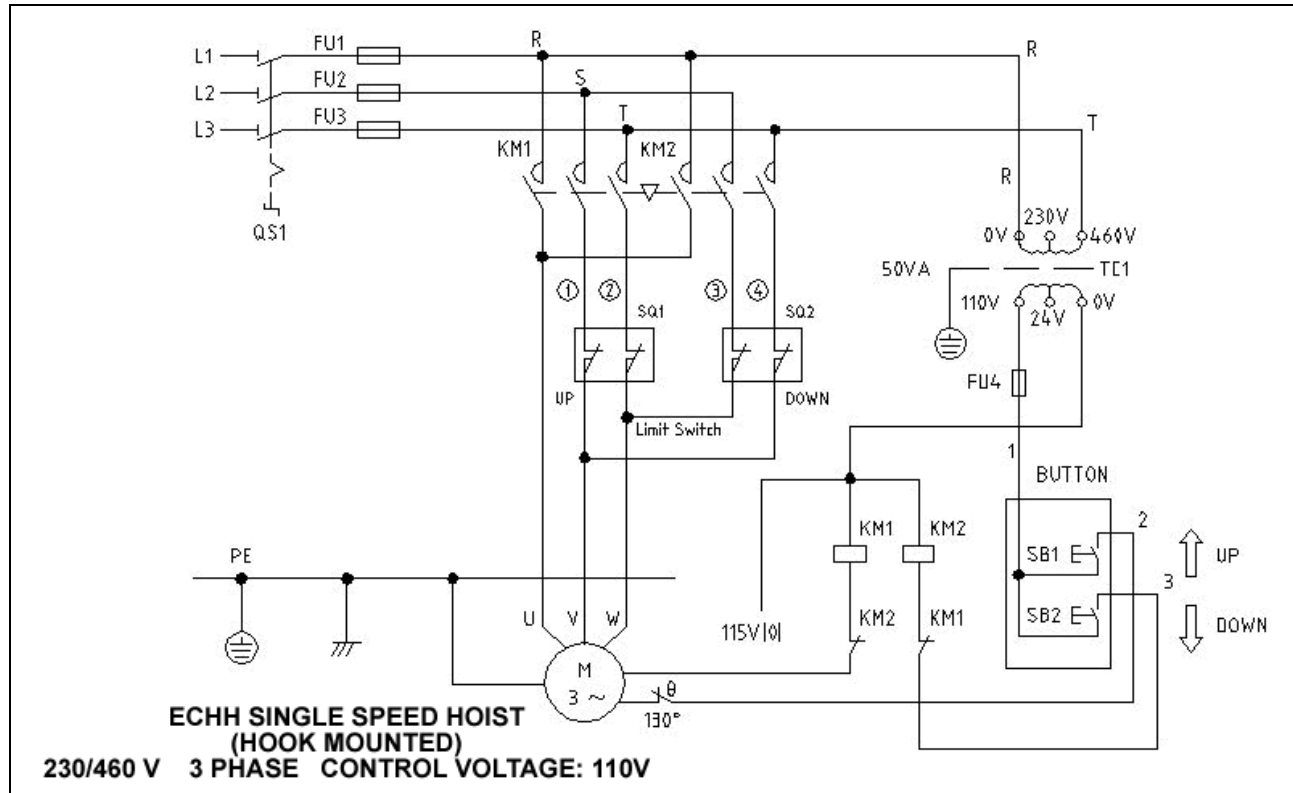 L1
FU1
R
R
L2
FU2
S
L3
FU3
T
T
KM1
KM2
R
QS1
0V
230V
460V
50VA
TC1
1
2
3
4
110V
24V
0V
SQ1
SQ2
FU4
UP
DOWN
Limit Switch
1
BUTTON
2
KM1
KM2
SB1
UP
PE
3
U
V
W
115V|0|
KM2
KM1
SB2
DOWN
M
3 ~
θ
130°
ECHH SINGLE SPEED HOIST
(HOOK MOUNTED)
230/460 V 3 PHASE CONTROL VOLTAGE: 110V